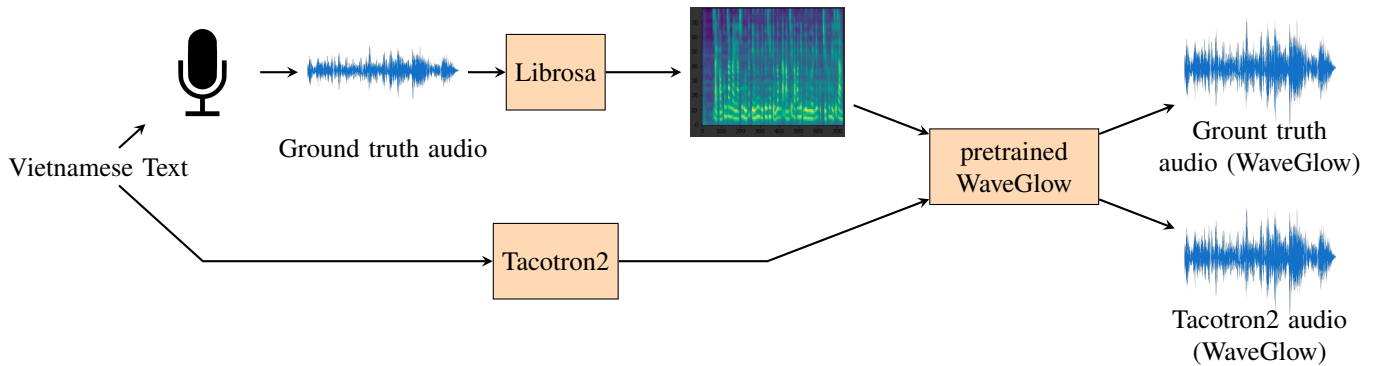 Librosa
Ground truth audio
Vietnamese Text
pretrained
WaveGlow
Grount truth
audio (WaveGlow)
Tacotron2
Tacotron2 audio
(WaveGlow)